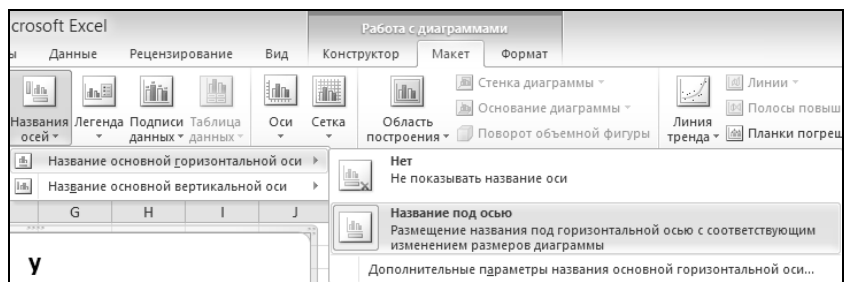 crosoft Excel
Работа с диаграммами
ы Данные Рецензирование Вид Конструктор Макет Формат
Названия осей
Легенда
Подписи данных
Таблица данных
Оси
Сетка
Область построения
Стенка диаграммы
Основание диаграммы
Поворот объемной фигуры
Линия тренда
Линии
Полосы повыш
Планки погреш
Название основной горизонтальной оси
Название основной вертикальной оси
Нет
Не показывать название оси
Название под осью
Размещение названия под горизонтальной осью с соответствующим
изменением размеров диаграммы
Дополнительные параметры названия основной горизонтальной оси...
G H I J
у